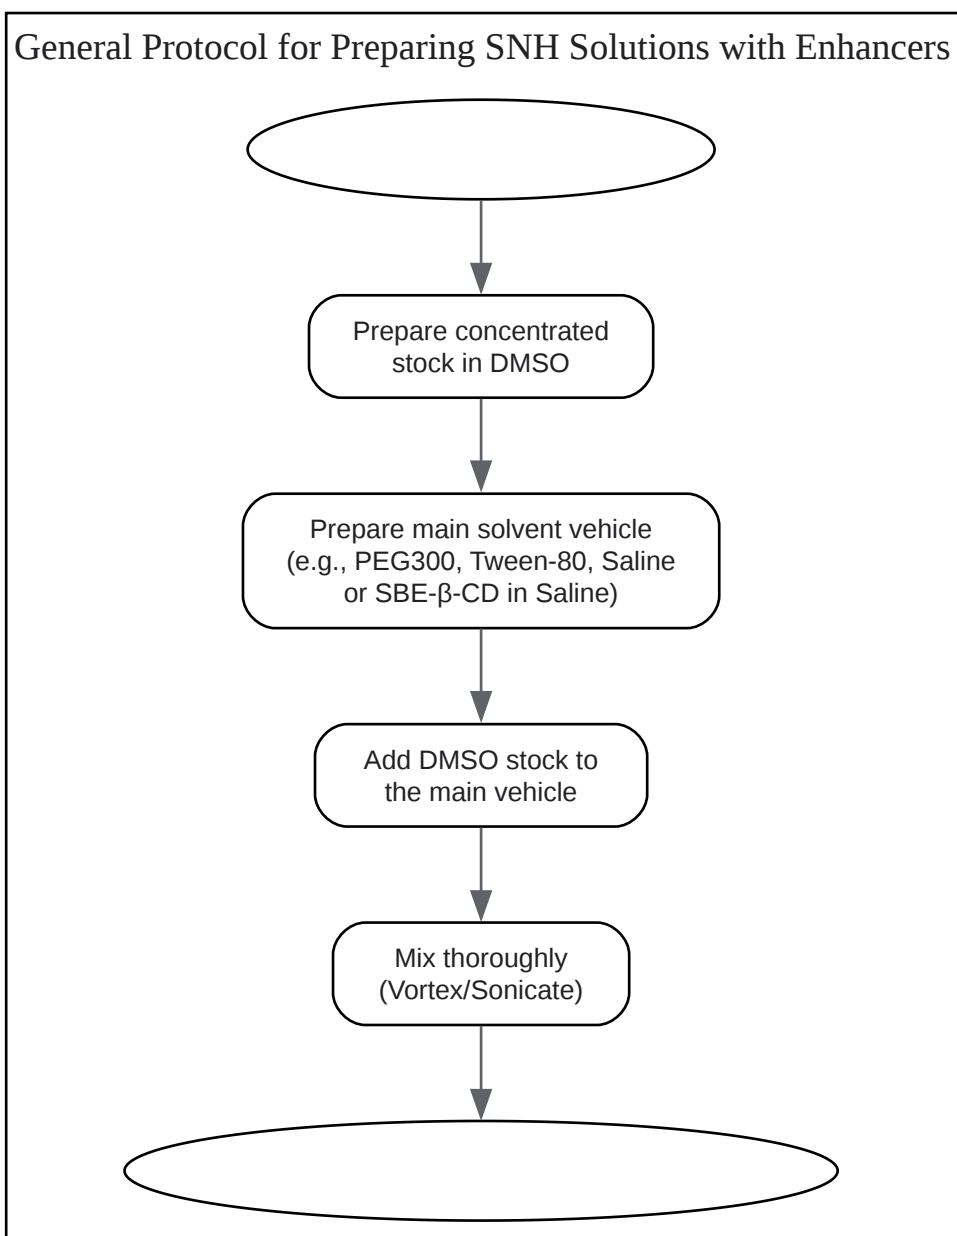 General Protocol for Preparing SNH Solutions with Enhancers
Prepare concentrated
stock in DMSO
Prepare main solvent vehicle
(e.g., PEG300, Tween-80, Saline
or SBE-β-CD in Saline)
Add DMSO stock to
the main vehicle
Mix thoroughly
(Vortex/Sonicate)